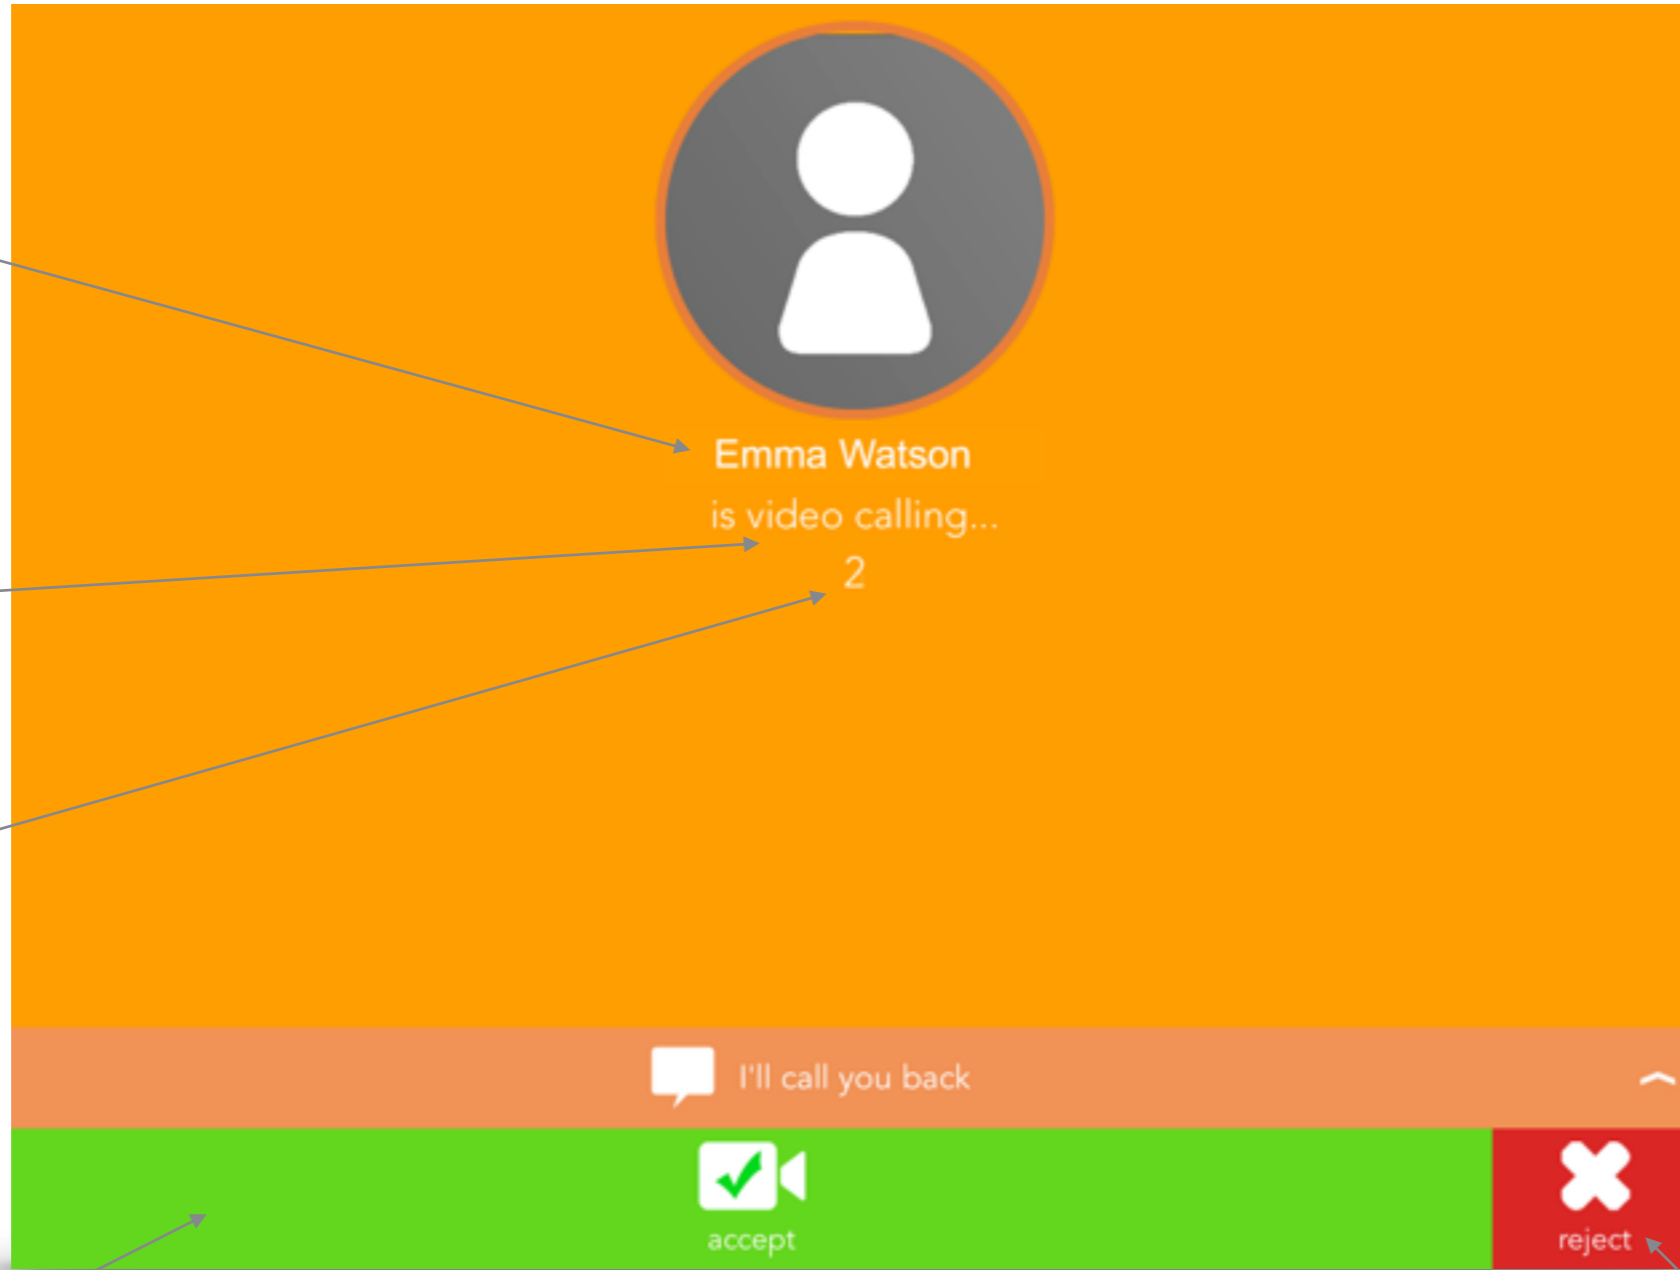 Emma Watson
is video calling...
2
I'll call you back
accept
reject